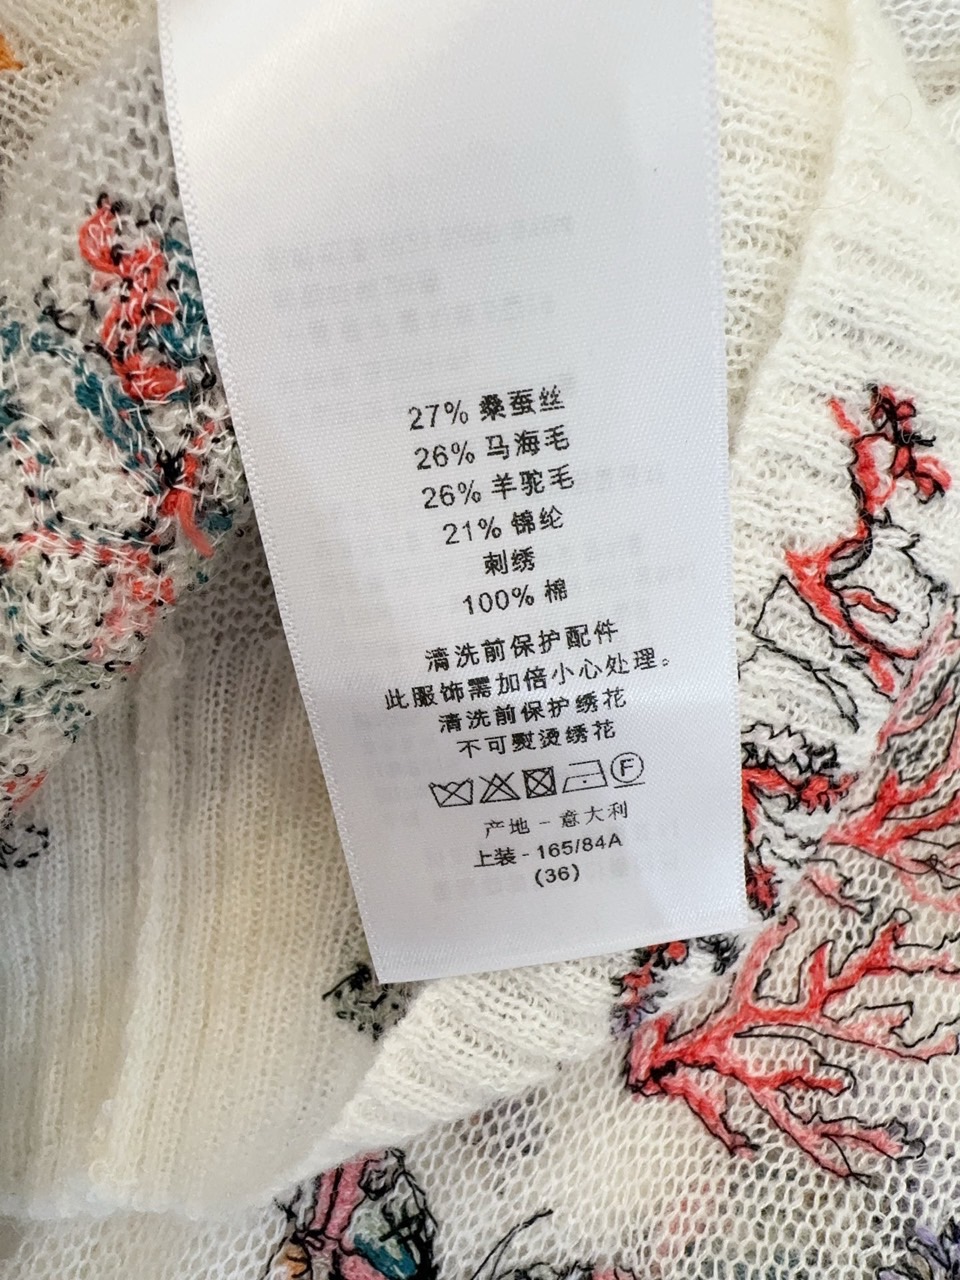 27% 桑蚕丝
26% 马海毛
26% 羊驼毛
21% 锦纶
刺绣
100% 棉
清洗前保护配件
此服饰需加倍小心处理。
清洗前保护绣花
不可熨烫绣花
F
产地 - 意大利
上装 - 165/84A
(36)